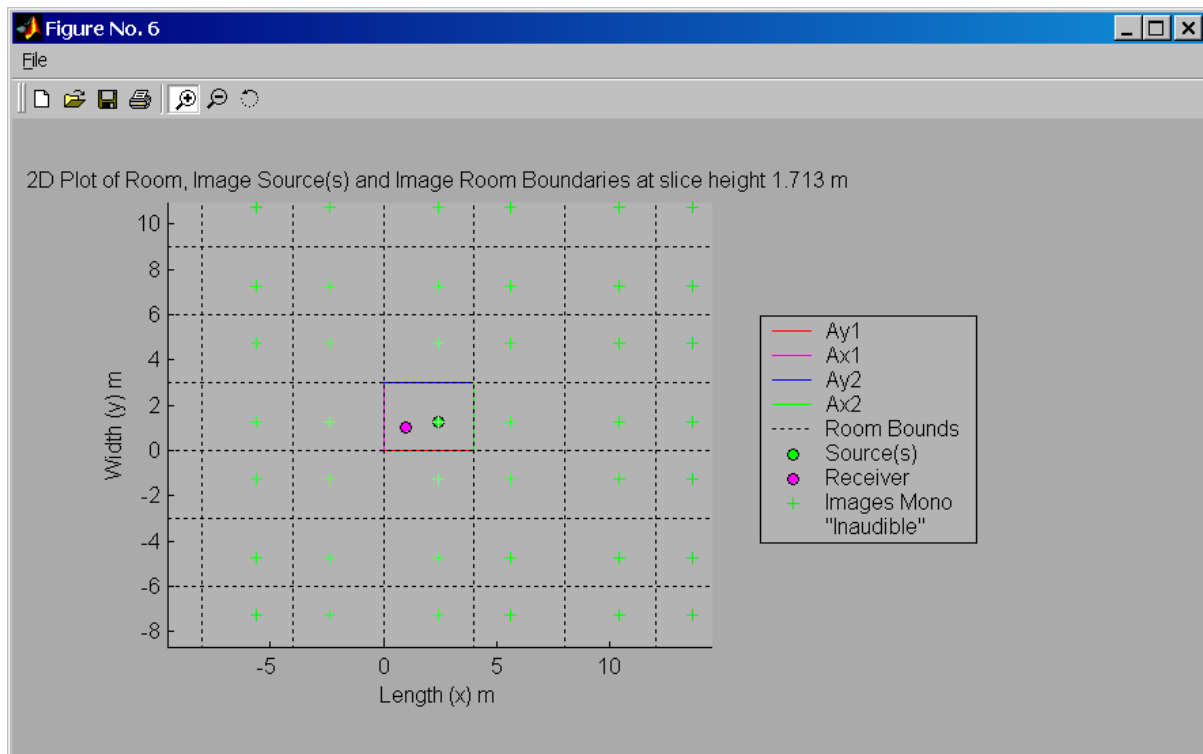 Figure No. 6
File
2D Plot of Room, Image Source(s) and Image Room Boundaries at slice height 1.713 m
10
8
6
4
2
0
-2
-4
-6
-8
Width (y) m
-5
0
5
10
Length (x) m
Ay1
Ax1
Ay2
Ax2
Room Bounds
Source(s)
Receiver
Images Mono
"Inaudible"